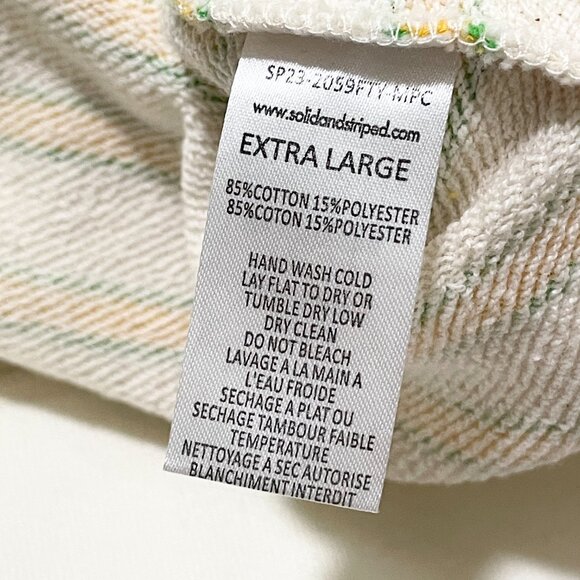 SP23-2059FTY-MPC
www.solidandstriped.com
EXTRA LARGE
85%COTTON 15%POLYESTER
85%COTON 15%POLYESTER
HAND WASH COLD
LAY FLAT TO DRY OR
TUMBLE DRY LOW
DRY CLEAN
DO NOT BLEACH
LAVAGE A LA MAIN A
L'EAU FROIDE
SECHAGE A PLAT OU
SECHAGE TAMBOUR FAIBLE
TEMPERATURE
NETTOYAGE A SEC AUTORISE
BLANCHIMENT INTERDIT